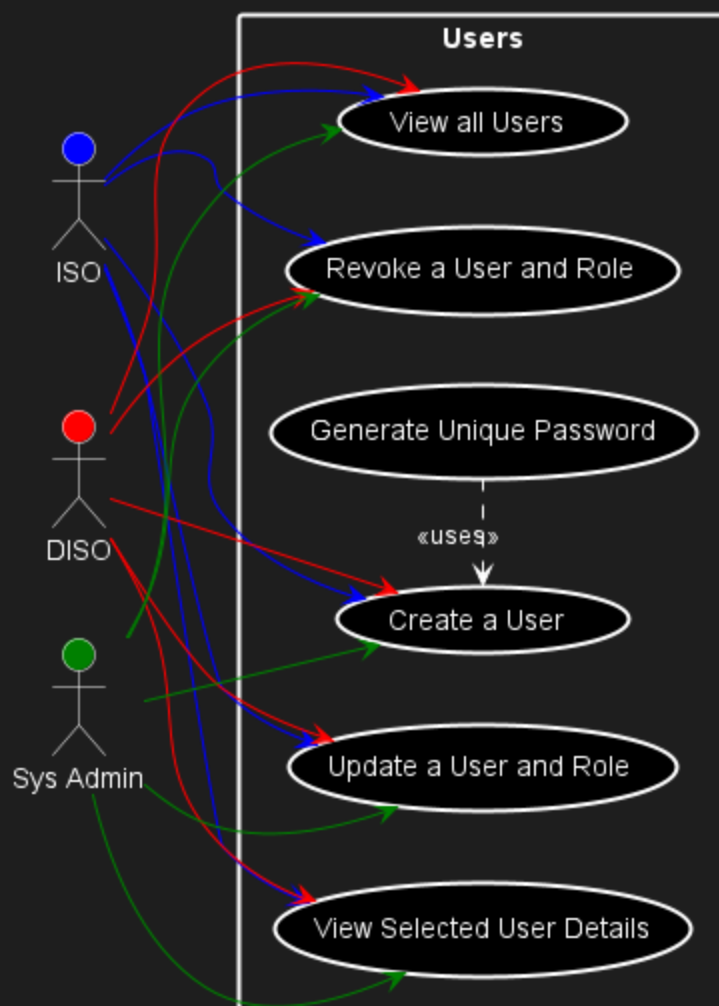 Users
View all Users
ISO
Revoke a User and Role
Generate Unique Password
DISO
«uses»
Create a User
Sys Admin
Update a User and Role
View Selected User Details